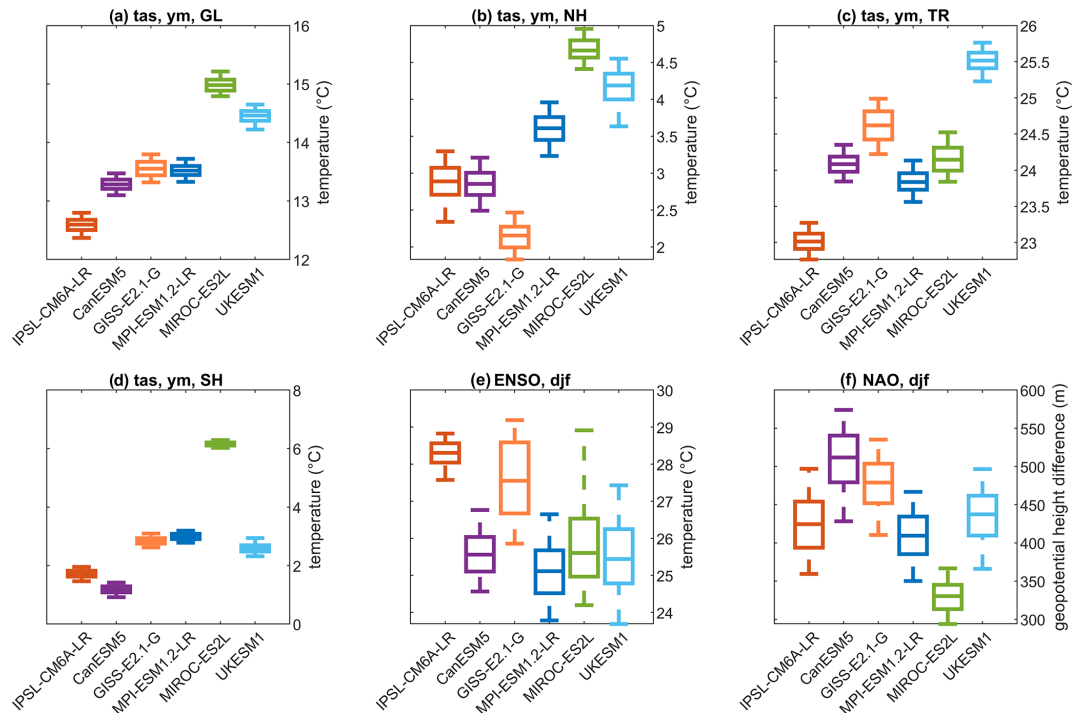 (a) tas, ym, GL
16
15
14
13
12
temperature (°C)
IPSL-CM6A-LR
CanESM5
GISS-E2.1-G
MPI-ESM1.2-LR
MIROC-ES2L
UKESM1
(b) tas, ym, NH
5
4.5
4
3.5
3
2.5
2
temperature (°C)
IPSL-CM6A-LR
CanESM5
GISS-E2.1-G
MPI-ESM1.2-LR
MIROC-ES2L
UKESM1
(c) tas, ym, TR
26
25.5
25
24.5
24
23.5
23
temperature (°C)
IPSL-CM6A-LR
CanESM5
GISS-E2.1-G
MPI-ESM1.2-LR
MIROC-ES2L
UKESM1
(d) tas, ym, SH
8
6
4
2
0
temperature (°C)
IPSL-CM6A-LR
CanESM5
GISS-E2.1-G
MPI-ESM1.2-LR
MIROC-ES2L
UKESM1
(e) ENSO, djf
30
29
28
27
26
25
24
temperature (°C)
IPSL-CM6A-LR
CanESM5
GISS-E2.1-G
MPI-ESM1.2-LR
MIROC-ES2L
UKESM1
(f) NAO, djf
600
550
500
450
400
350
300
geopotential height difference (m)
IPSL-CM6A-LR
CanESM5
GISS-E2.1-G
MPI-ESM1.2-LR
MIROC-ES2L
UKESM1